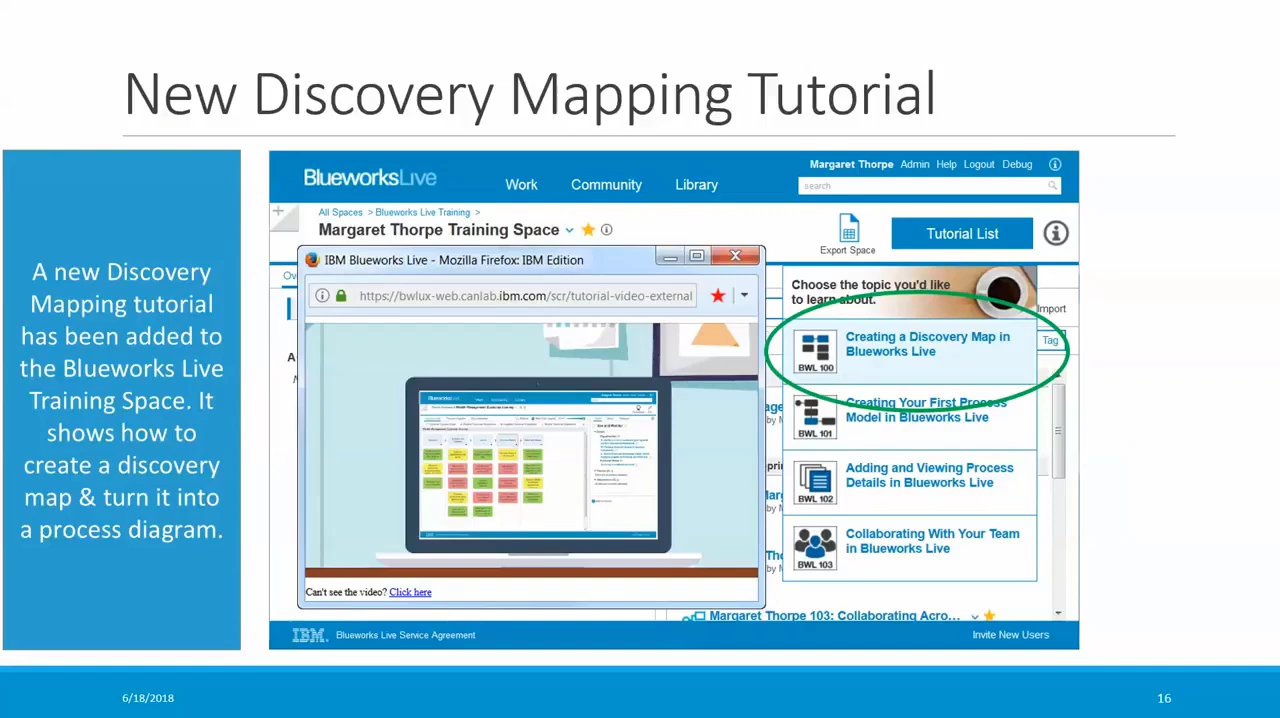 New Discovery Mapping Tutorial
A new Discovery
Mapping tutorial
has been added to
the Blueworks Live
Training Space. It
shows how to
create a discovery
map & turn it into
a process diagram.
BlueworksLive
Work Community Library
Margaret Thorpe Admin Help Logout Debug
search
All Spaces > Blueworks Live Training >
Margaret Thorpe Training Space
Export Space
Tutorial List
IBM Blueworks Live - Mozilla Firefox: IBM Edition
https://bwlux-web.canlab.ibm.com/scr/tutorial-video-external
Can't see the video? Click here
Choose the topic you'd like
to learn about.
Import
Tag
BWL 100
Creating a Discovery Map in
Blueworks Live
BWL 101
Creating Your First Process
Model in Blueworks Live
BWL 102
Adding and Viewing Process
Details in Blueworks Live
BWL 103
Collaborating With Your Team
in Blueworks Live
Margaret Thorpe 103: Collaborating Acro...
IBM. Blueworks Live Service Agreement
Invite New Users
6/18/2018
16